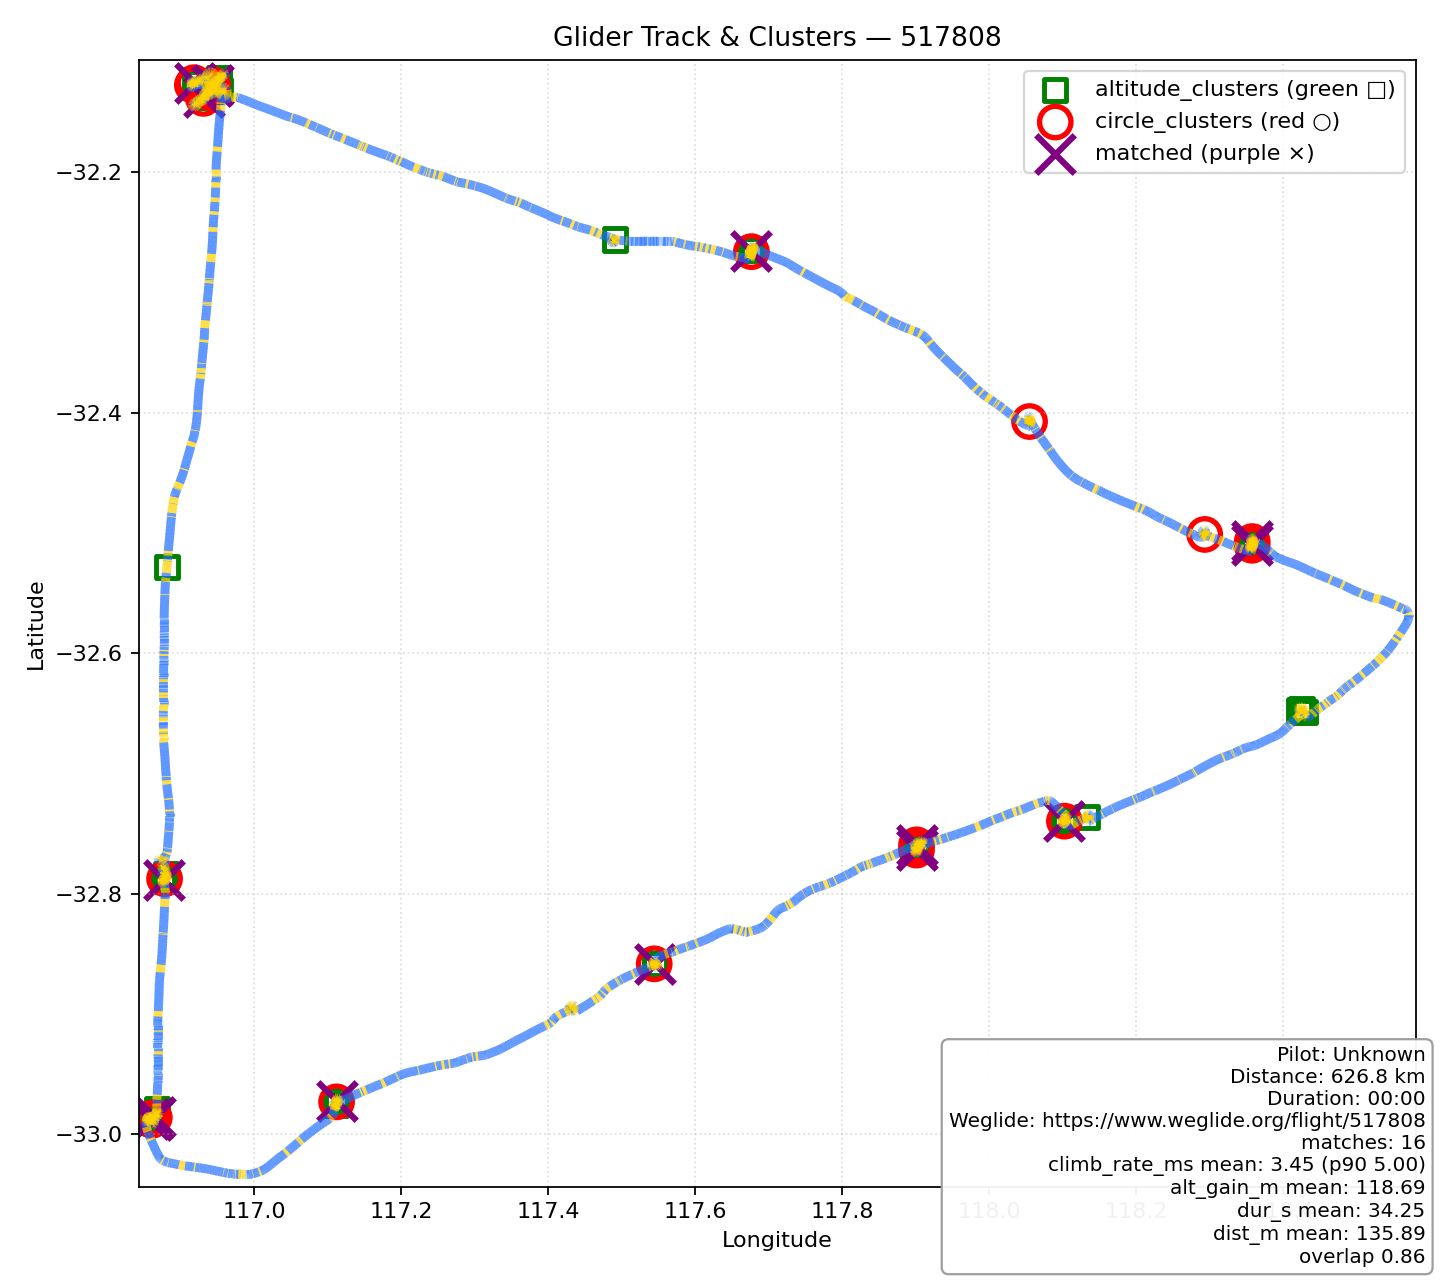 Glider Track & Clusters — 517808
altitude_clusters (green □)
circle_clusters (red ○)
matched (purple ×)
−32.2
−32.4
−32.6
−32.8
−33.0
Latitude
117.0
117.2
117.4
117.6
117.8
118.0
118.2
Longitude
Pilot: Unknown
Distance: 626.8 km
Duration: 00:00
Weglide: https://www.weglide.org/flight/517808
matches: 16
climb_rate_ms mean: 3.45 (p90 5.00)
alt_gain_m mean: 118.69
dur_s mean: 34.25
dist_m mean: 135.89
overlap 0.86